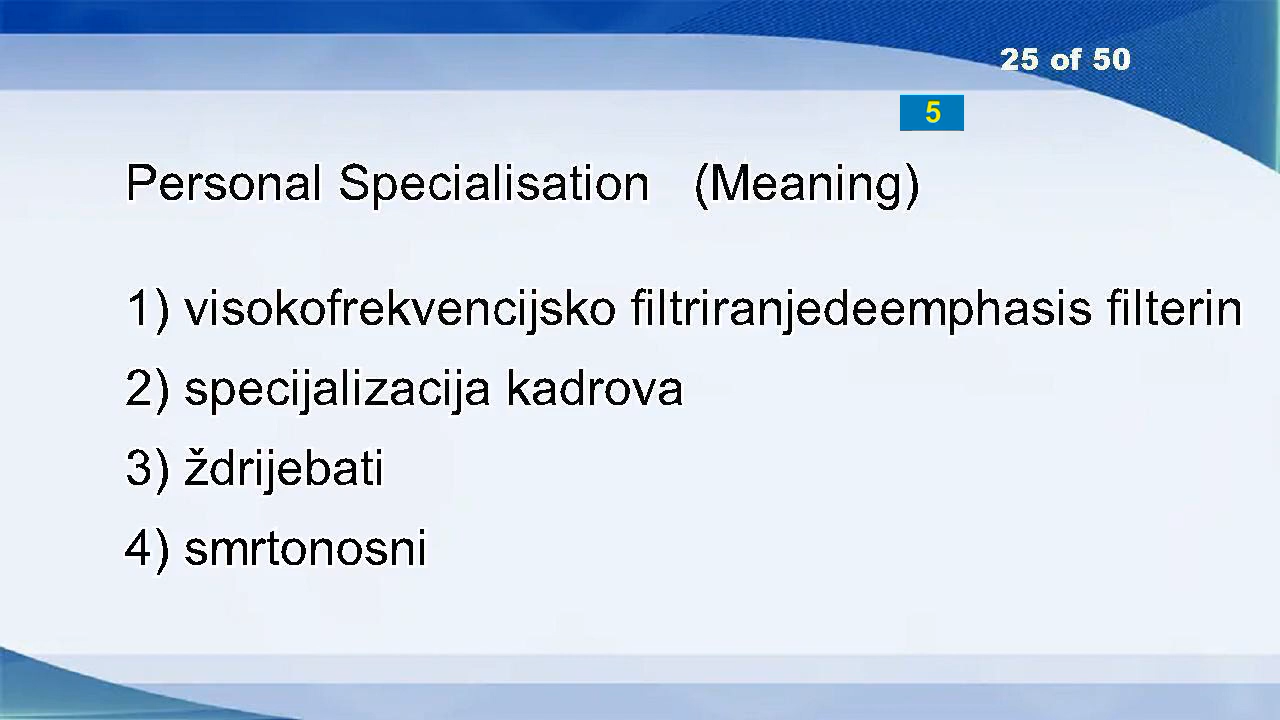 25 of 50
5
Personal Specialisation (Meaning)
1) visokofrekvencijsko filtriranjedeemphasis filterin
2) specijalizacija kadrova
3) ždrijebati
4) smrtonosni